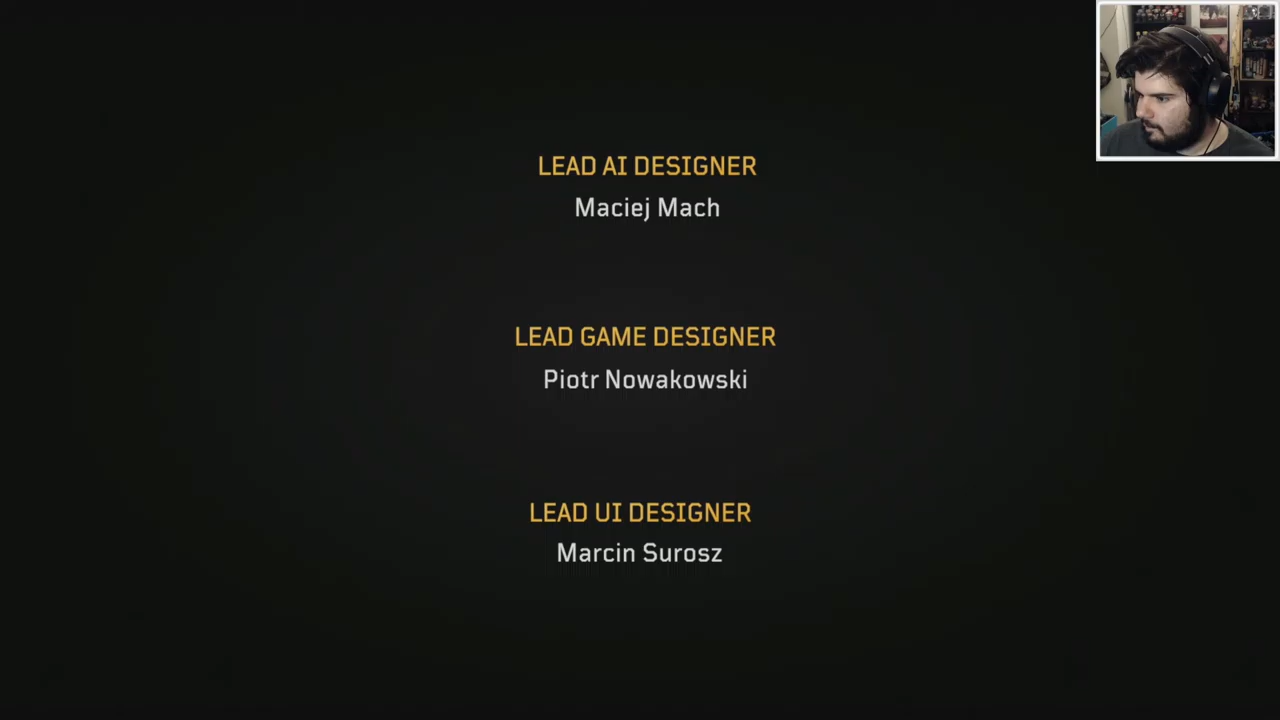 LEAD AI DESIGNER
Maciej Mach
LEAD GAME DESIGNER
Piotr Nowakowski
LEAD UI DESIGNER
Marcin Surosz